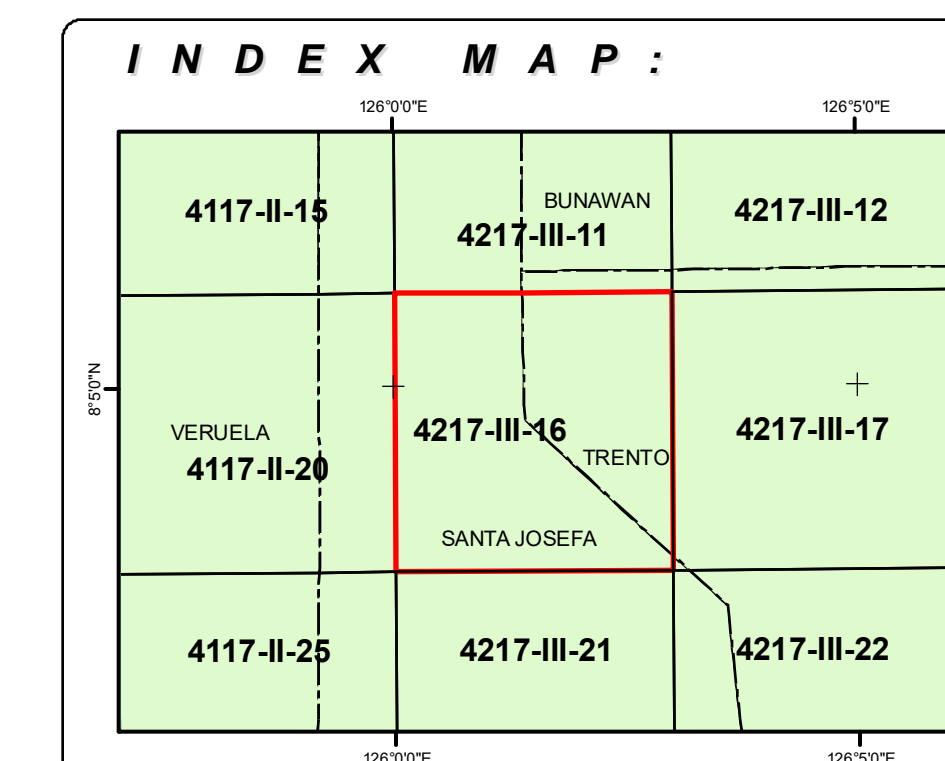 INDEX MAP:
126°0'0"E 126°5'0"E
4117-II-15 BUNAWAN 4217-III-12
4217-III-11
8°5'0"N
VERUELA 4217-III-16 4217-III-17
4117-II-20 TRENTO
SANTA JOSEFA
4117-II-25 4217-III-21 4217-III-22
126°0'0"E 126°5'0"E